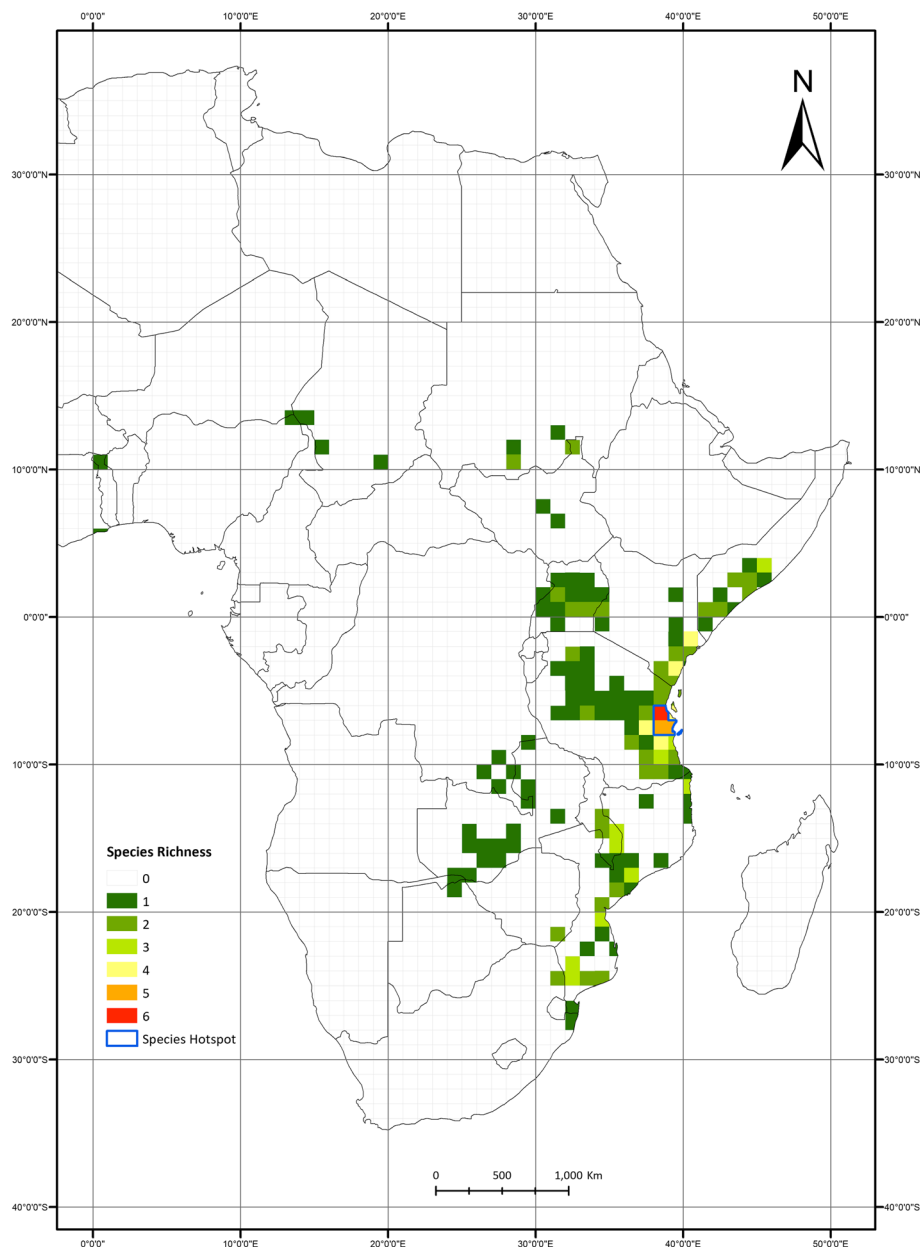 0°0'0" 10°0'0"E 20°0'0"E 30°0'0"E 40°0'0"E 50°0'0"E
N
30°0'0"N 30°0'0"N
20°0'0"N 20°0'0"N
10°0'0"N 10°0'0"N
0°0'0" 0°0'0"
10°0'0"S 10°0'0"S
Species Richness
0
1
2
3
4
5
6
Species Hotspot
20°0'0"S 20°0'0"S
30°0'0"S 30°0'0"S
0 500 1,000 Km
40°0'0"S 40°0'0"S
0°0'0" 10°0'0"E 20°0'0"E 30°0'0"E 40°0'0"E 50°0'0"E